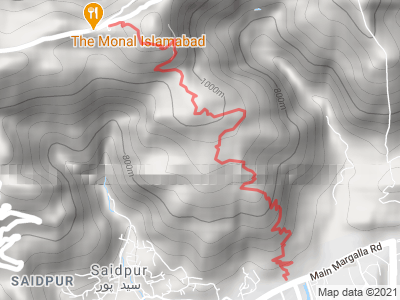 The Monal Islamabad
1000m
800m
800m
Main Margalla Rd
SAIDPUR
Saidpur
سید پور
Map data ©2021